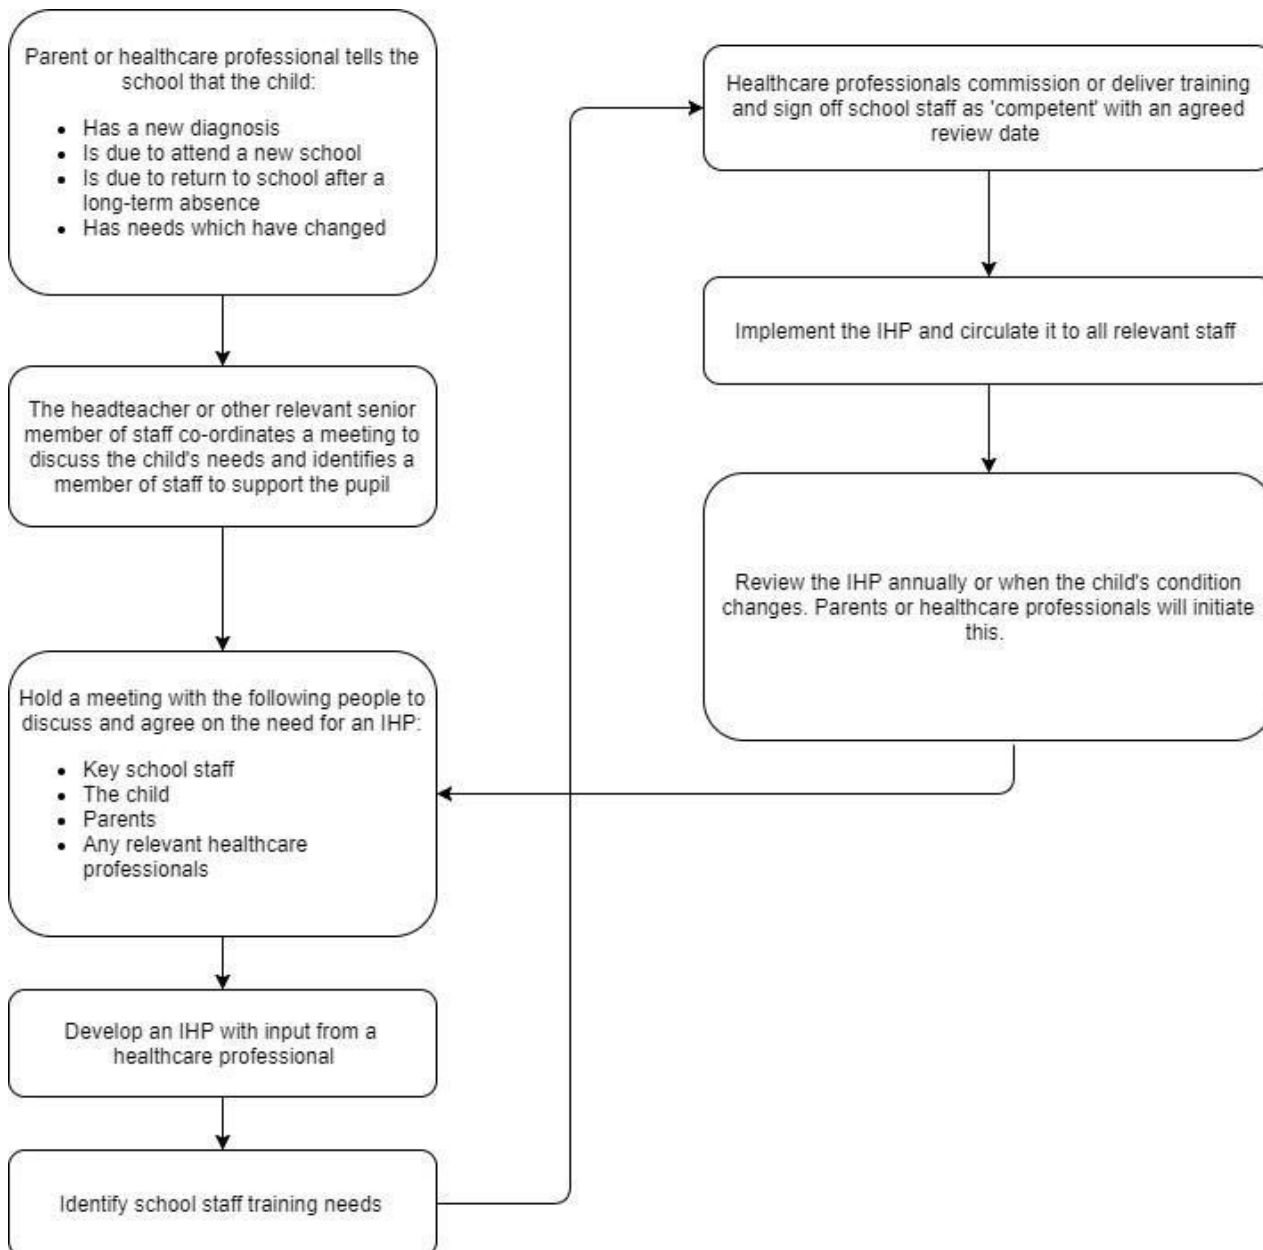 Parent or healthcare professional tells the
school that the child:
• Has a new diagnosis
• Is due to attend a new school
• Is due to return to school after a
long-term absence
• Has needs which have changed
The headteacher or other relevant senior
member of staff co-ordinates a meeting to
discuss the child's needs and identifies a
member of staff to support the pupil
Hold a meeting with the following people to
discuss and agree on the need for an IHP:
• Key school staff
• The child
• Parents
• Any relevant healthcare
professionals
Develop an IHP with input from a
healthcare professional
Identify school staff training needs
Healthcare professionals commission or deliver training
and sign off school staff as 'competent' with an agreed
review date
Implement the IHP and circulate it to all relevant staff
Review the IHP annually or when the child's condition
changes. Parents or healthcare professionals will initiate
this.